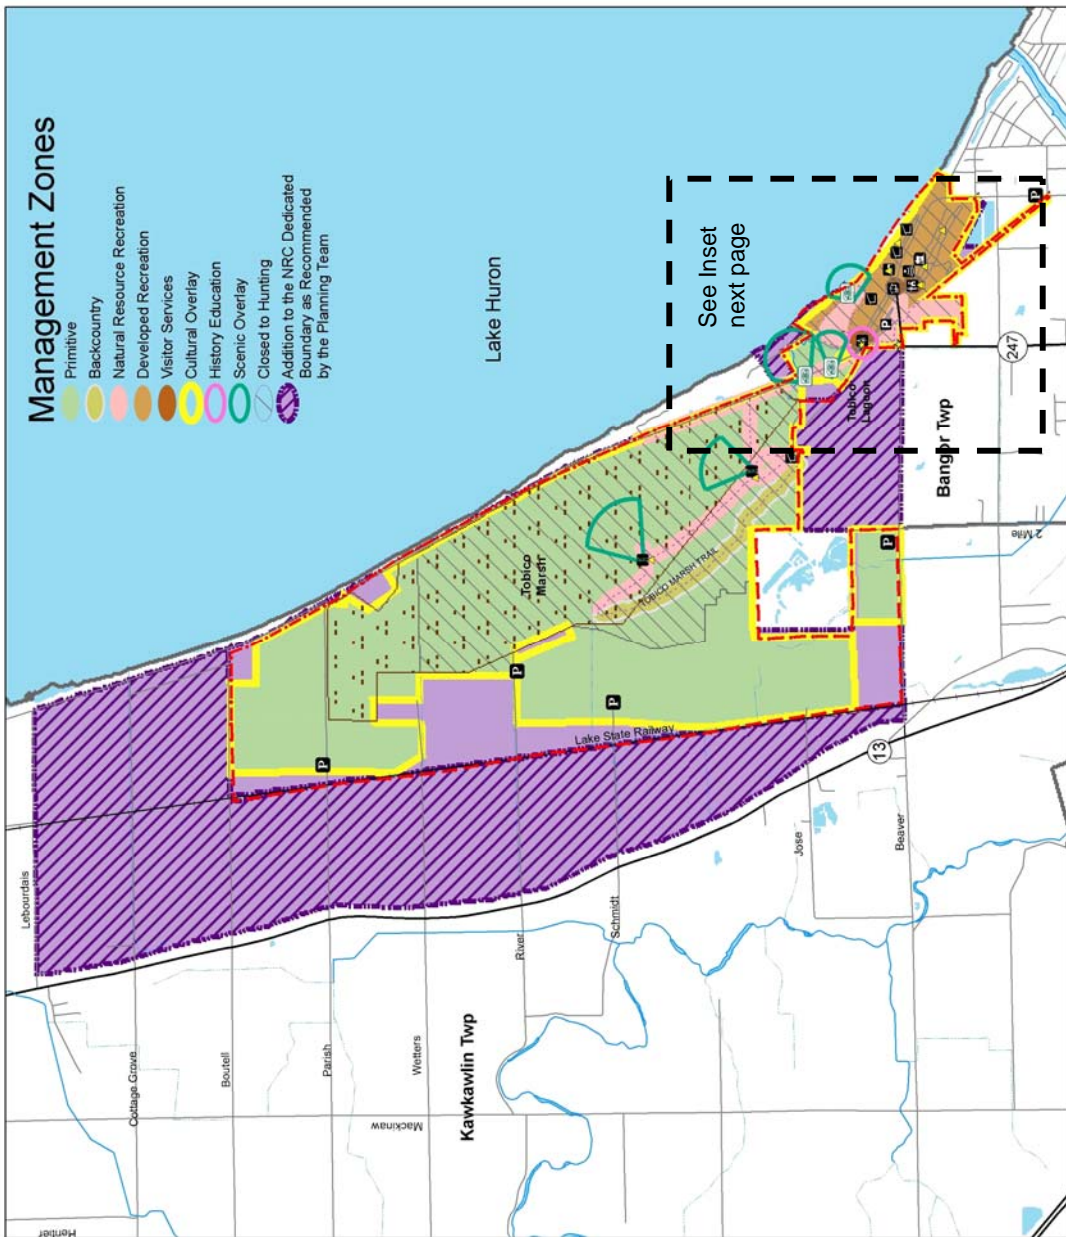 Management Zones
Primitive
Backcountry
Natural Resource Recreation
Developed Recreation
Visitor Services
Cultural Overlay
History Education
Scenic Overlay
Closed to Hunting
Addition to the NRC Dedicated
Boundary as Recommended
by the Planning Team
Lake Huron
See Inset
next page
Tobico
Marsh
TOBICO MARSH TRAIL
Tobico
Lagoon
Bangor Twp
247
2 Mile
P
P
P
P
P
P
Lake State Railway
13
Lebourdais
Cottage Grove
Boutell
Parish
Wetters
River
Schmidt
Jose
Beaver
Mackinaw
Kawkawlin Twp
Hentier